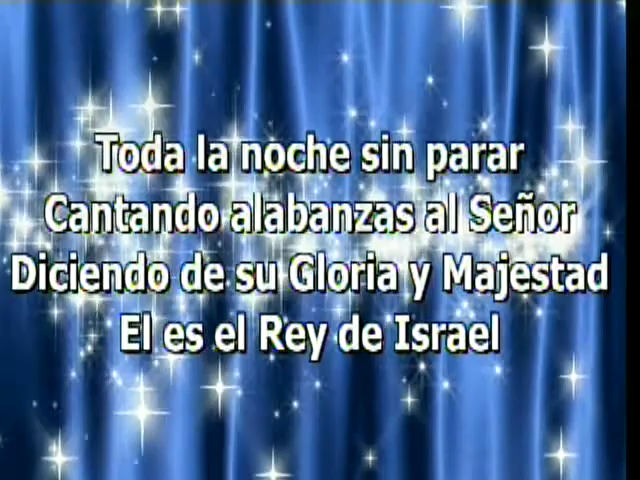 Toda la noche sin parar
Cantando alabanzas al Señor
Diciendo de su Gloria y Majestad
El es el Rey de Israel